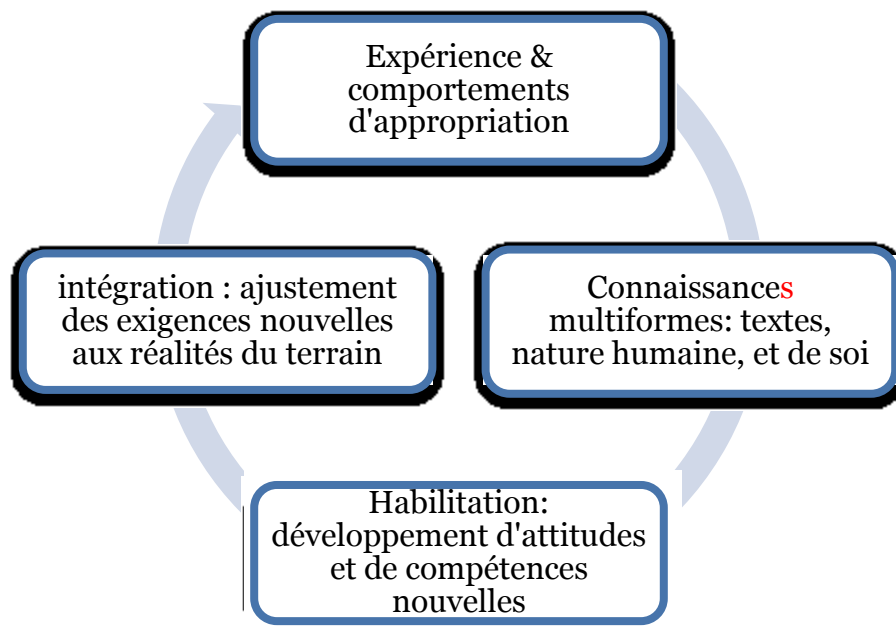 Expérience &
comportements
d'appropriation
Connaissances
multiformes: textes,
nature humaine, et de soi
Habilitation:
développement d'attitudes
et de compétences
nouvelles
intégration : ajustement
des exigences nouvelles
aux réalités du terrain